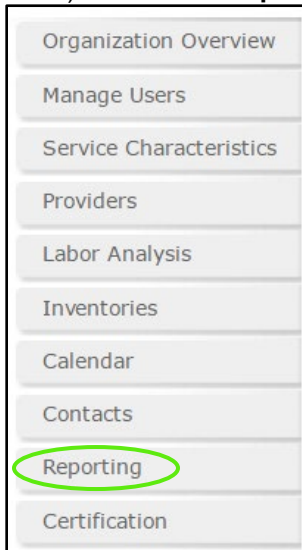 Organization Overview
Manage Users
Service Characteristics
Providers
Labor Analysis
Inventories
Calendar
Contacts
Reporting
Certification